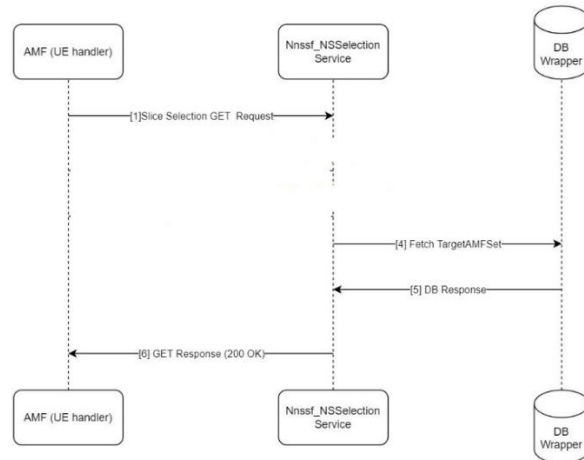 AMF (UE handler)
Nnssf_NSSelection
Service
DB
Wrapper
[1]Slice Selection GET  Request
[4] Fetch TargetAMFSet
[5] DB Response
[6] GET Response (200 OK)
AMF (UE handler)
Nnssf_NSSelection
Service
DB
Wrapper